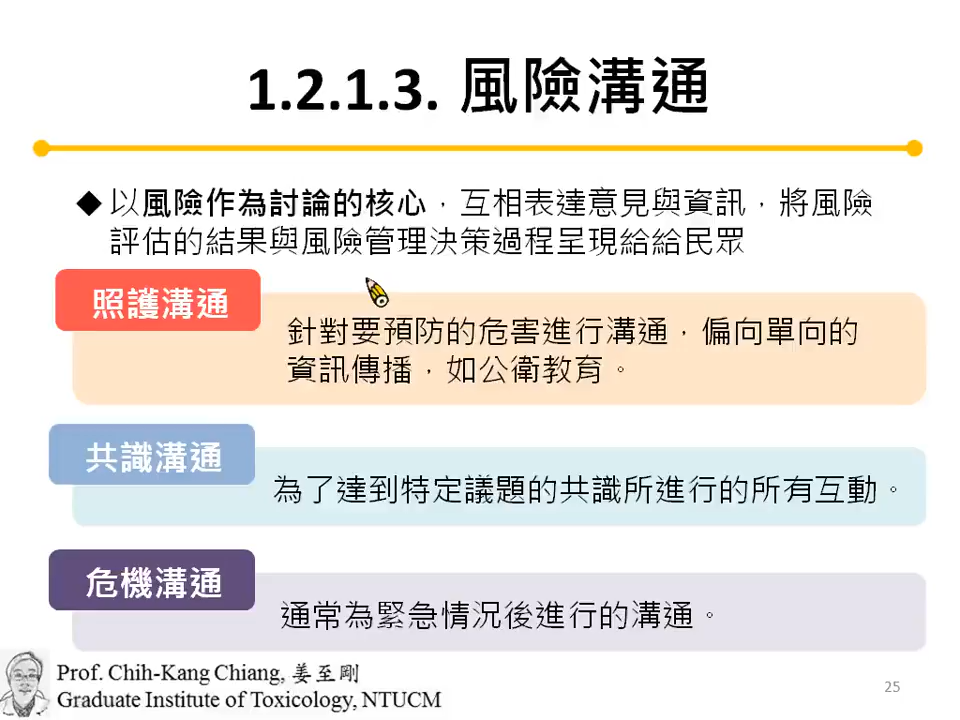 1.2.1.3. 風險溝通
◆以風險作為討論的核心，互相表達意見與資訊，將風險
評估的結果與風險管理決策過程呈現給給民眾
照護溝通
針對要預防的危害進行溝通，偏向單向的
資訊傳播，如公衛教育。
共識溝通
為了達到特定議題的共識所進行的所有互動。
危機溝通
通常為緊急情況後進行的溝通。
Prof. Chih-Kang Chiang, 姜至剛
Graduate Institute of Toxicology, NTUCM
25